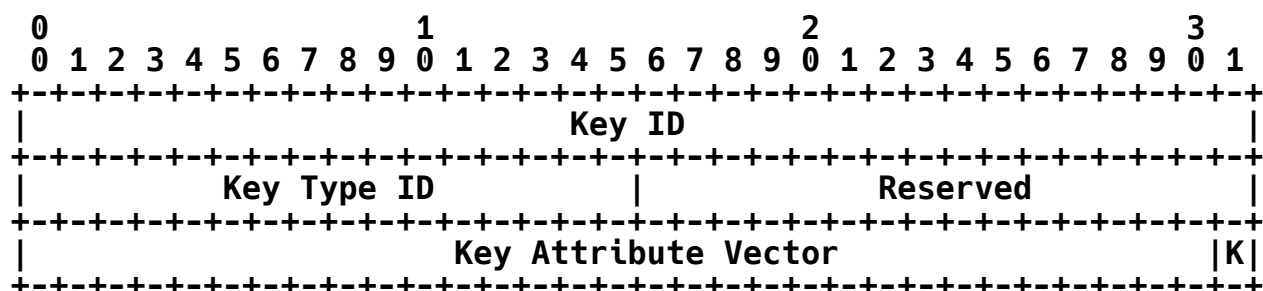 0                   1                   2                   3
 0 1 2 3 4 5 6 7 8 9 0 1 2 3 4 5 6 7 8 9 0 1 2 3 4 5 6 7 8 9 0 1
+-+-+-+-+-+-+-+-+-+-+-+-+-+-+-+-+-+-+-+-+-+-+-+-+-+-+-+-+-+-+-+-+
|                            Key ID                             |
+-+-+-+-+-+-+-+-+-+-+-+-+-+-+-+-+-+-+-+-+-+-+-+-+-+-+-+-+-+-+-+-+
|          Key Type ID          |            Reserved           |
+-+-+-+-+-+-+-+-+-+-+-+-+-+-+-+-+-+-+-+-+-+-+-+-+-+-+-+-+-+-+-+-+
|                      Key Attribute Vector                   |K|
+-+-+-+-+-+-+-+-+-+-+-+-+-+-+-+-+-+-+-+-+-+-+-+-+-+-+-+-+-+-+-+-+